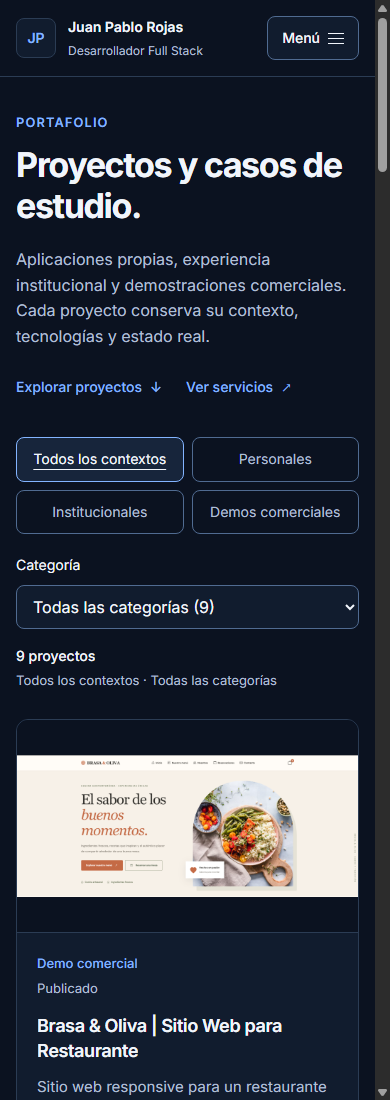 JP
Juan Pablo Rojas
Desarrollador Full Stack
Menú
PORTAFOLIO
Proyectos y casos de
estudio.
Aplicaciones propias, experiencia
institucional y demostraciones comerciales.
Cada proyecto conserva su contexto,
tecnologías y estado real.
Explorar proyectos ↓
Ver servicios ↗
Todos los contextos
Personales
Institucionales
Demos comerciales
Categoría
Todas las categorías (9)
9 proyectos
Todos los contextos · Todas las categorías
BRASA & OLIVA
El sabor de los
buenos
momentos.
Demo comercial
Publicado
Brasa & Oliva | Sitio Web para
Restaurante
Sitio web responsive para un restaurante